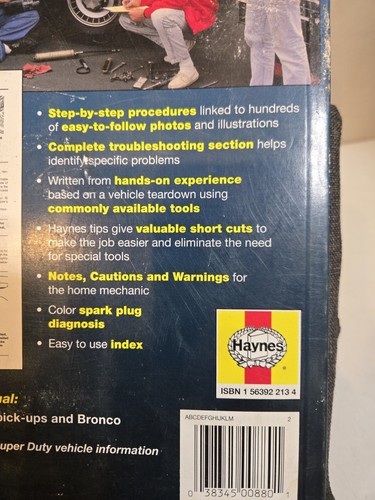 • Step-by-step procedures linked to hundreds
of easy-to-follow photos and illustrations
• Complete troubleshooting section helps
identify specific problems
• Written from hands-on experience
based on a vehicle teardown using
commonly available tools
• Haynes tips give valuable short cuts to
make the job easier and eliminate the need
for special tools
• Notes, Cautions and Warnings for
the home mechanic
• Color spark plug
diagnosis
• Easy to use index
Haynes
ISBN 1 56392 213 4
ual:
pick-ups and Bronco
uper Duty vehicle information
ABCDEFGHIJKLM 2
0 38345 00880